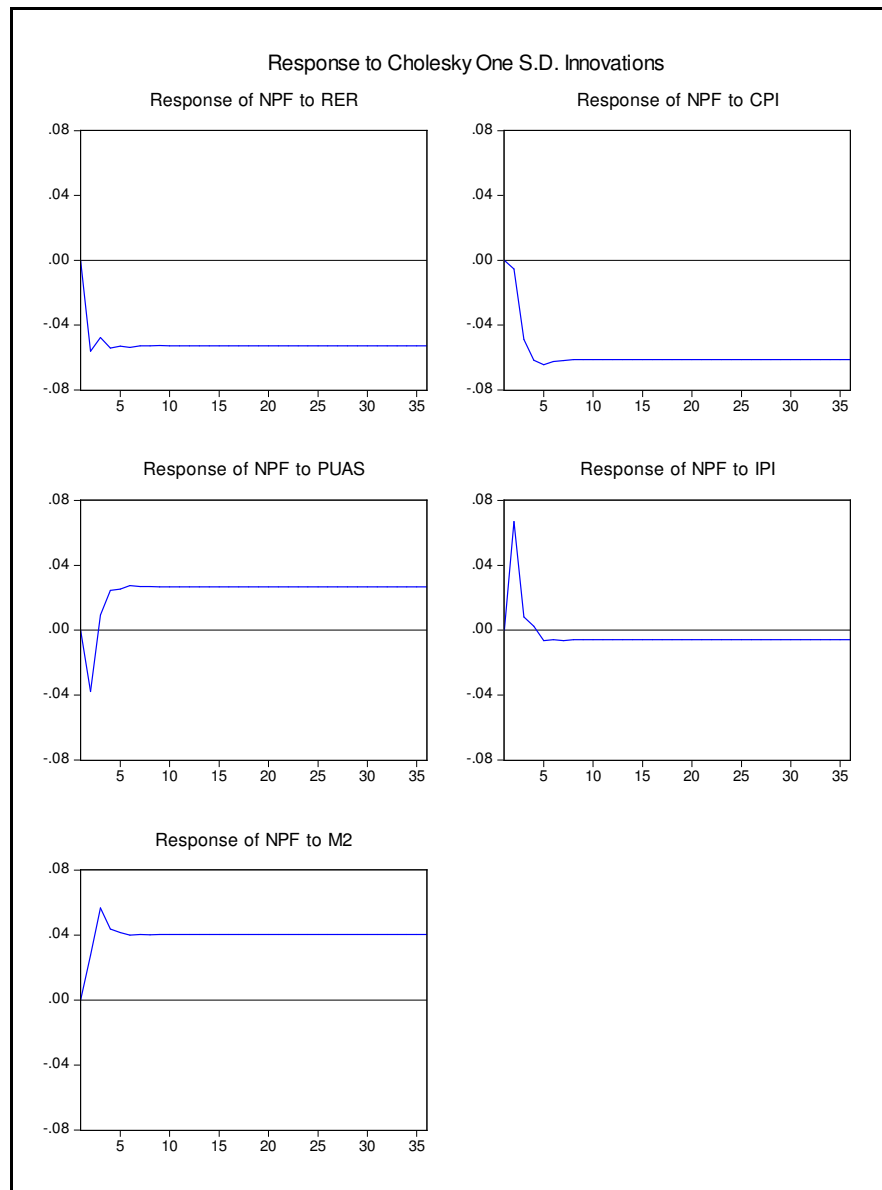 Response to Cholesky One S.D. Innovations
Response of NPF to RER
.08
.04
.00
-.04
-.08
5 10 15 20 25 30 35
Response of NPF to CPI
.08
.04
.00
-.04
-.08
5 10 15 20 25 30 35
Response of NPF to PUAS
.08
.04
.00
-.04
-.08
5 10 15 20 25 30 35
Response of NPF to IPI
.08
.04
.00
-.04
-.08
5 10 15 20 25 30 35
Response of NPF to M2
.08
.04
.00
-.04
-.08
5 10 15 20 25 30 35